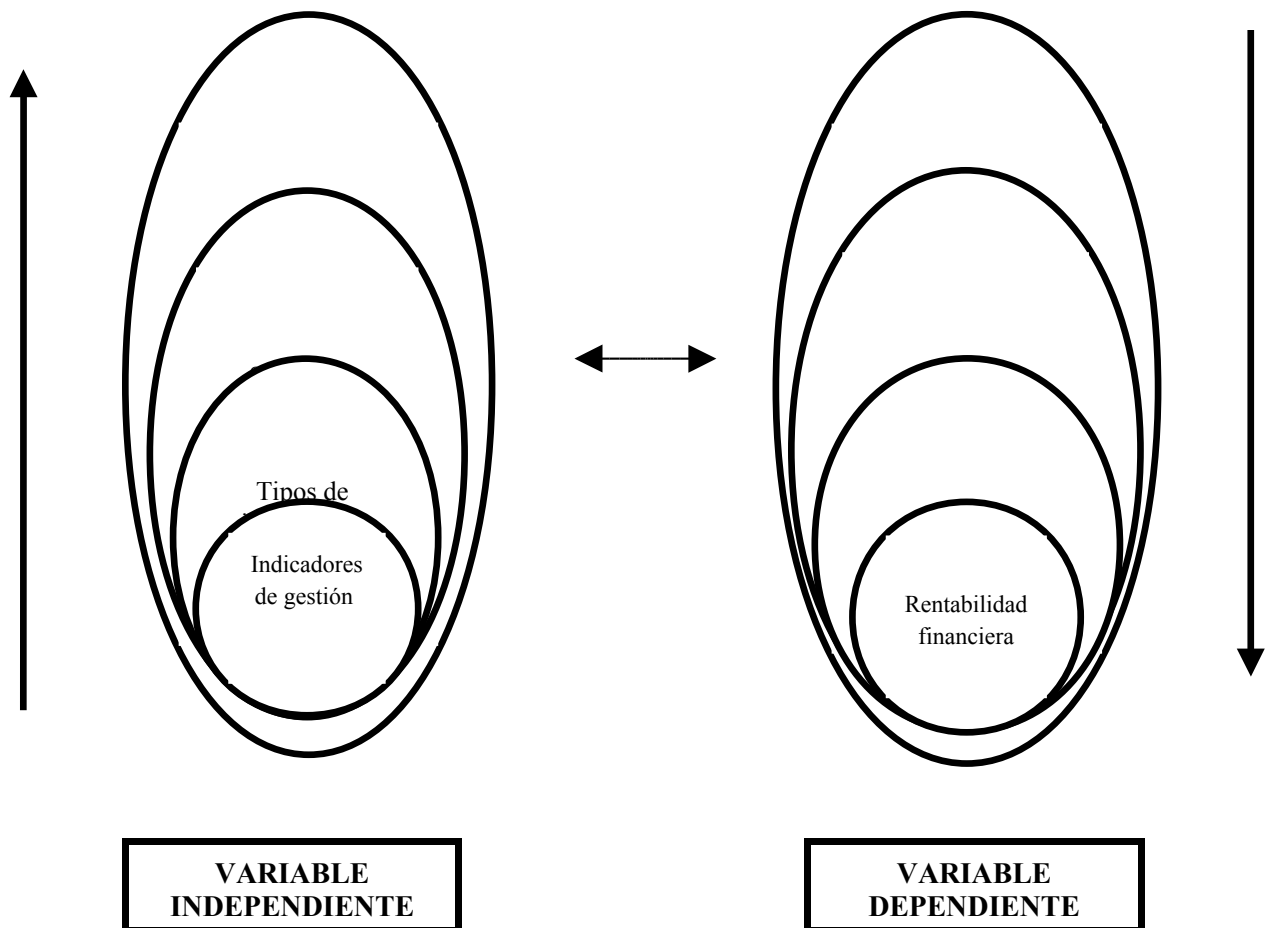 Tipos de
Indicadores
de gestión
Rentabilidad
financiera
VARIABLE
INDEPENDIENTE
VARIABLE
DEPENDIENTE